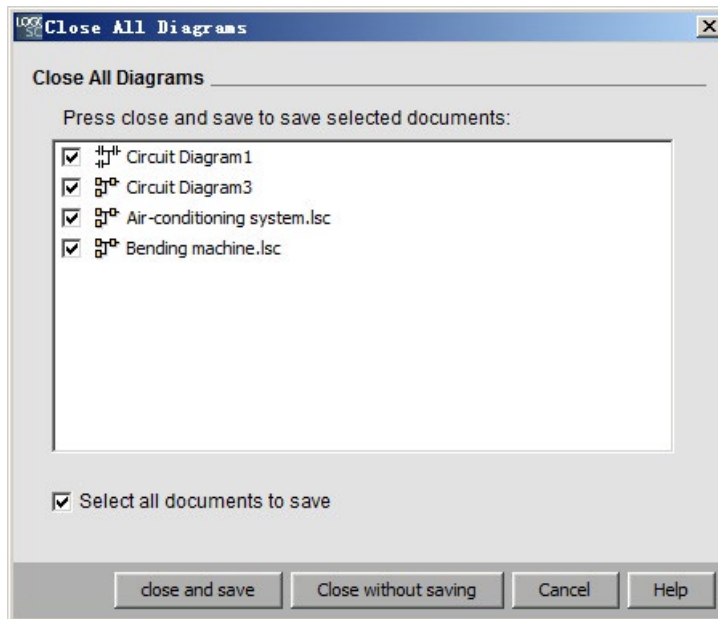 LOGO SC Close All Diagrams
Close All Diagrams
Press close and save to save selected documents:
Circuit Diagram1
Circuit Diagram3
Air-conditioning system.lsc
Bending machine.lsc
Select all documents to save
close and save Close without saving Cancel Help